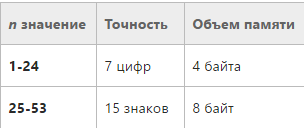 n значение Точность Объем памяти
1-24 7 цифр 4 байта
25-53 15 знаков 8 байт